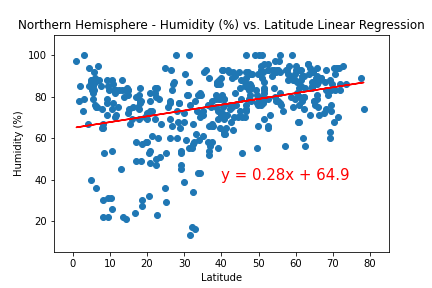 Northern Hemisphere - Humidity (%) vs. Latitude Linear Regression
100
80
60
40
20
Humidity (%)
y = 0.28x + 64.9
0 10 20 30 40 50 60 70 80
Latitude